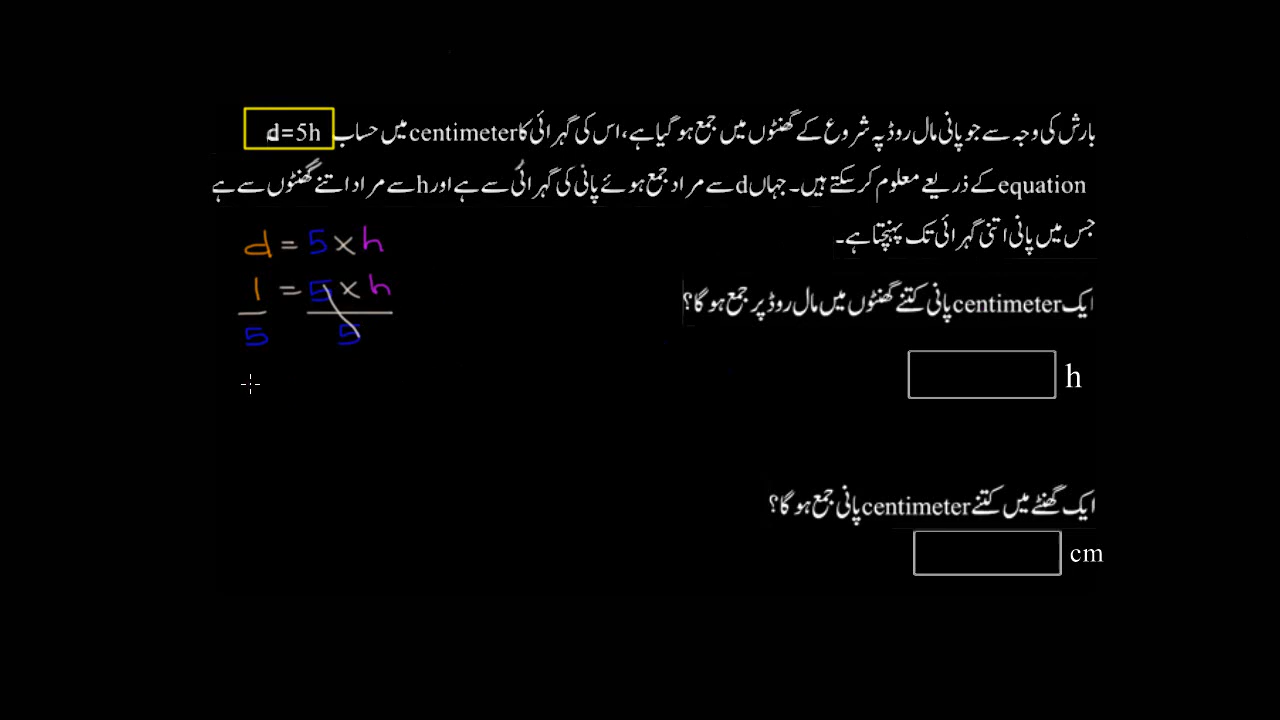 بارش کی وجہ سے جو پانی مال روڈ پہ شروع کے گھنٹوں میں جمع ہو گیا ہے، اس کی گہرائی کا centimeter میں حساب d=5h
equation کے ذریعے معلوم کر سکتے ہیں۔ جہاں d سے مراد جمع ہوئے پانی کی گہرائی سے ہے اور h سے مراد اتنے گھنٹوں سے ہے
جس میں پانی اتنی گہرائی تک پہنچتا ہے۔
d = 5 × h
1 = 5 × h
5 5
ایک centimeter پانی کتنے گھنٹوں میں مال روڈ پر جمع ہو گا؟
h
ایک گھنٹے میں کتنے centimeter پانی جمع ہو گا؟
cm